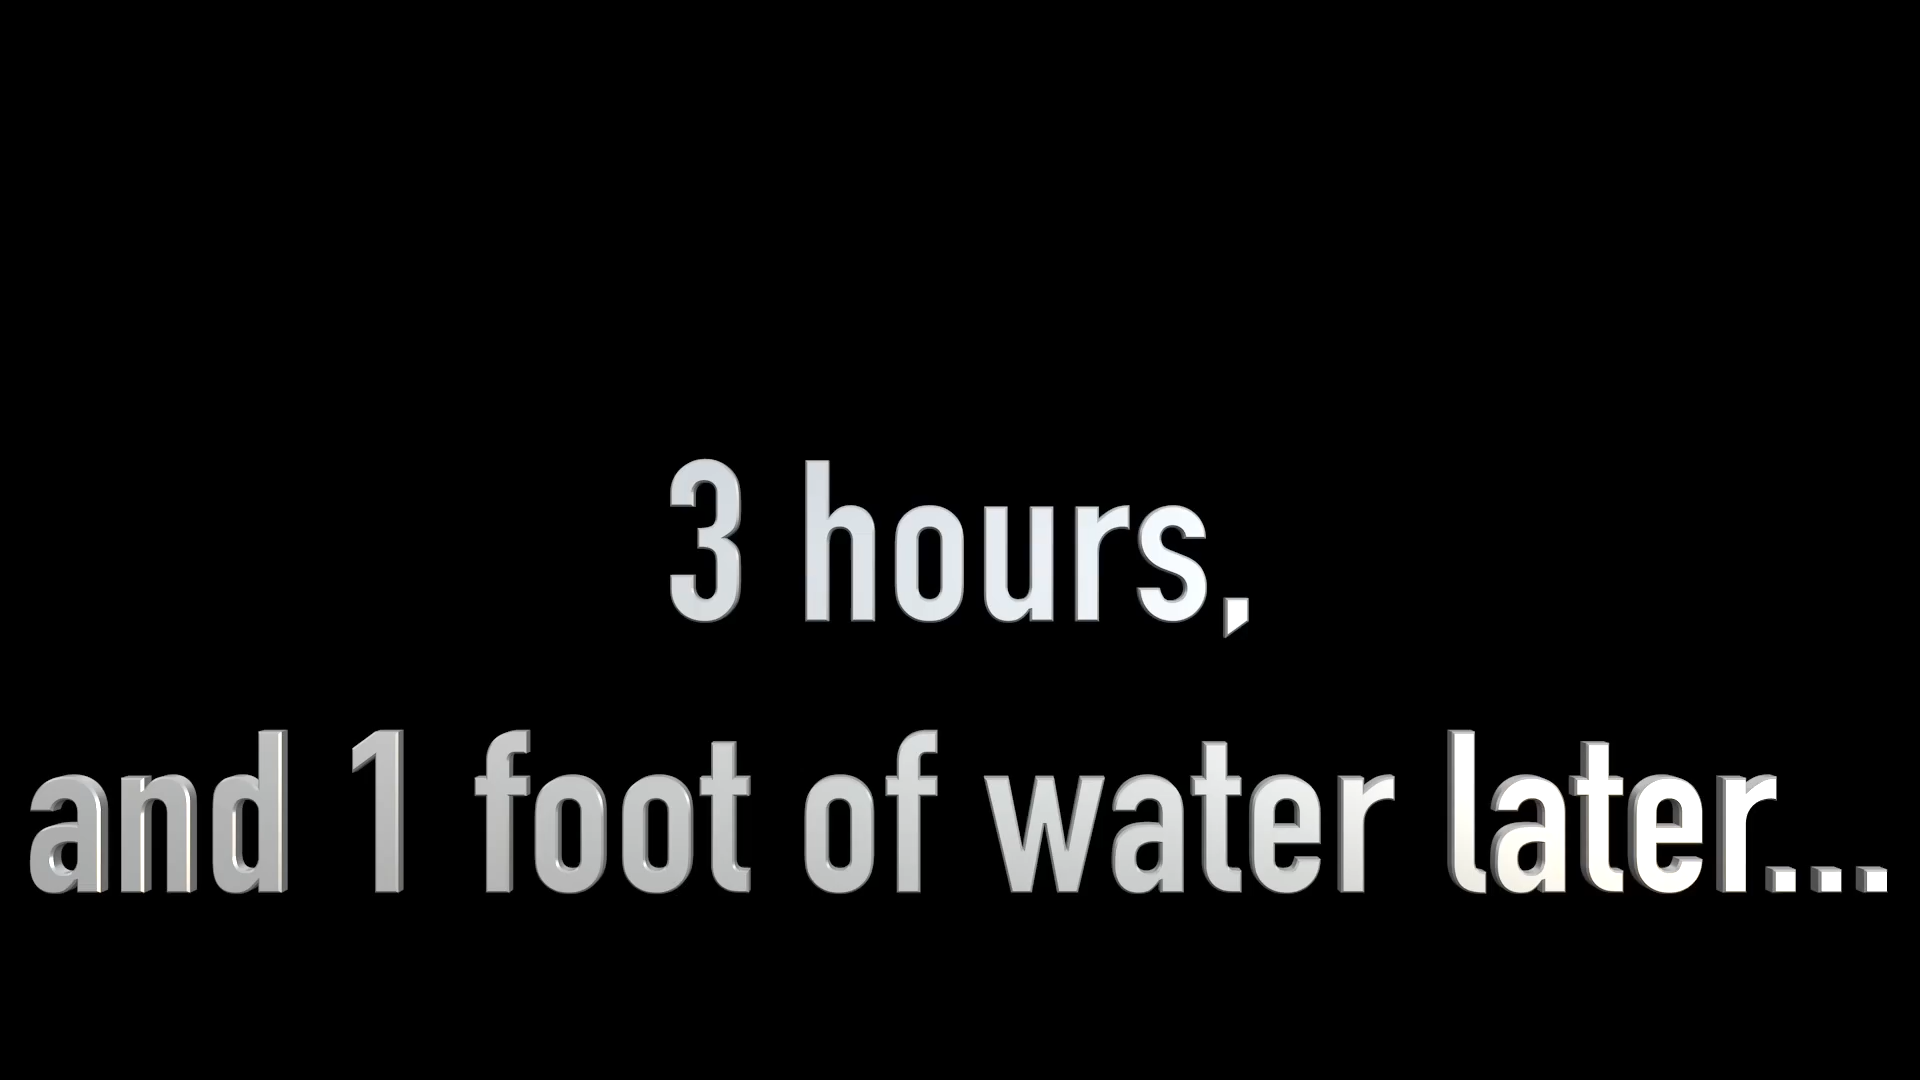 3 hours,
and 1 foot of water later...